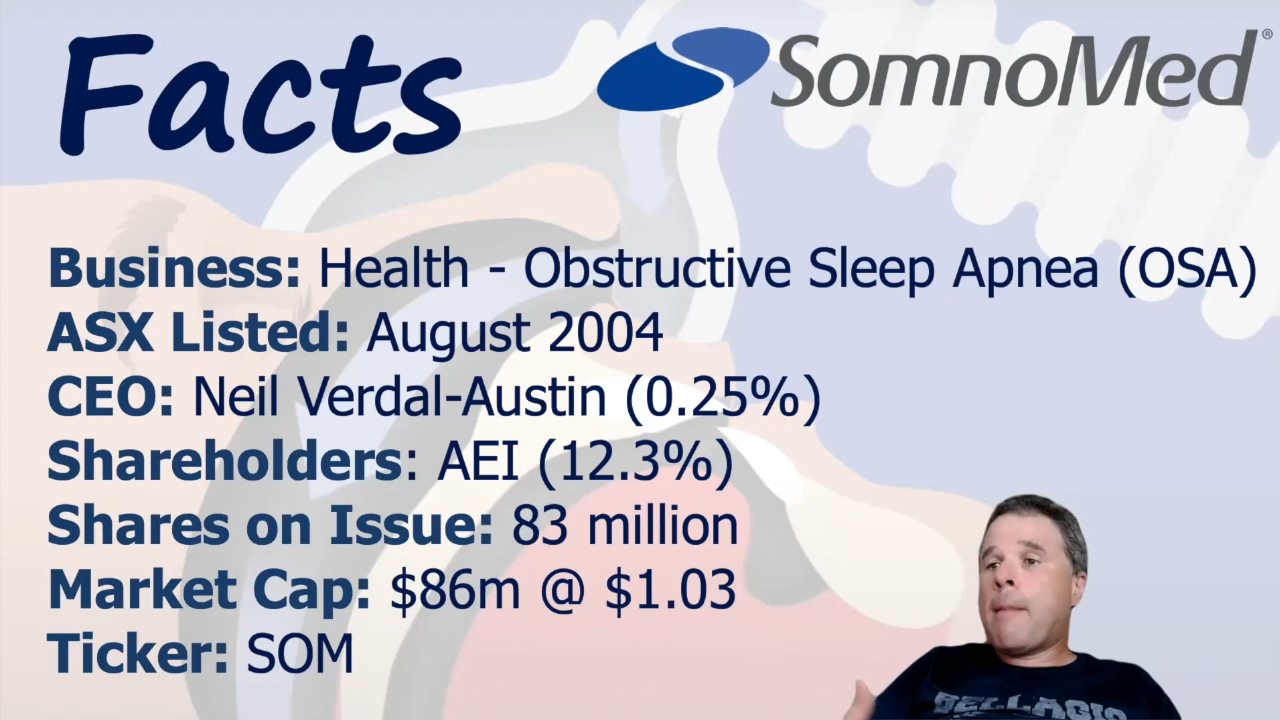 Facts
SomnoMed®
Business: Health - Obstructive Sleep Apnea (OSA)
ASX Listed: August 2004
CEO: Neil Verdal-Austin (0.25%)
Shareholders: AEI (12.3%)
Shares on Issue: 83 million
Market Cap: $86m @ $1.03
Ticker: SOM
BELLAGIO